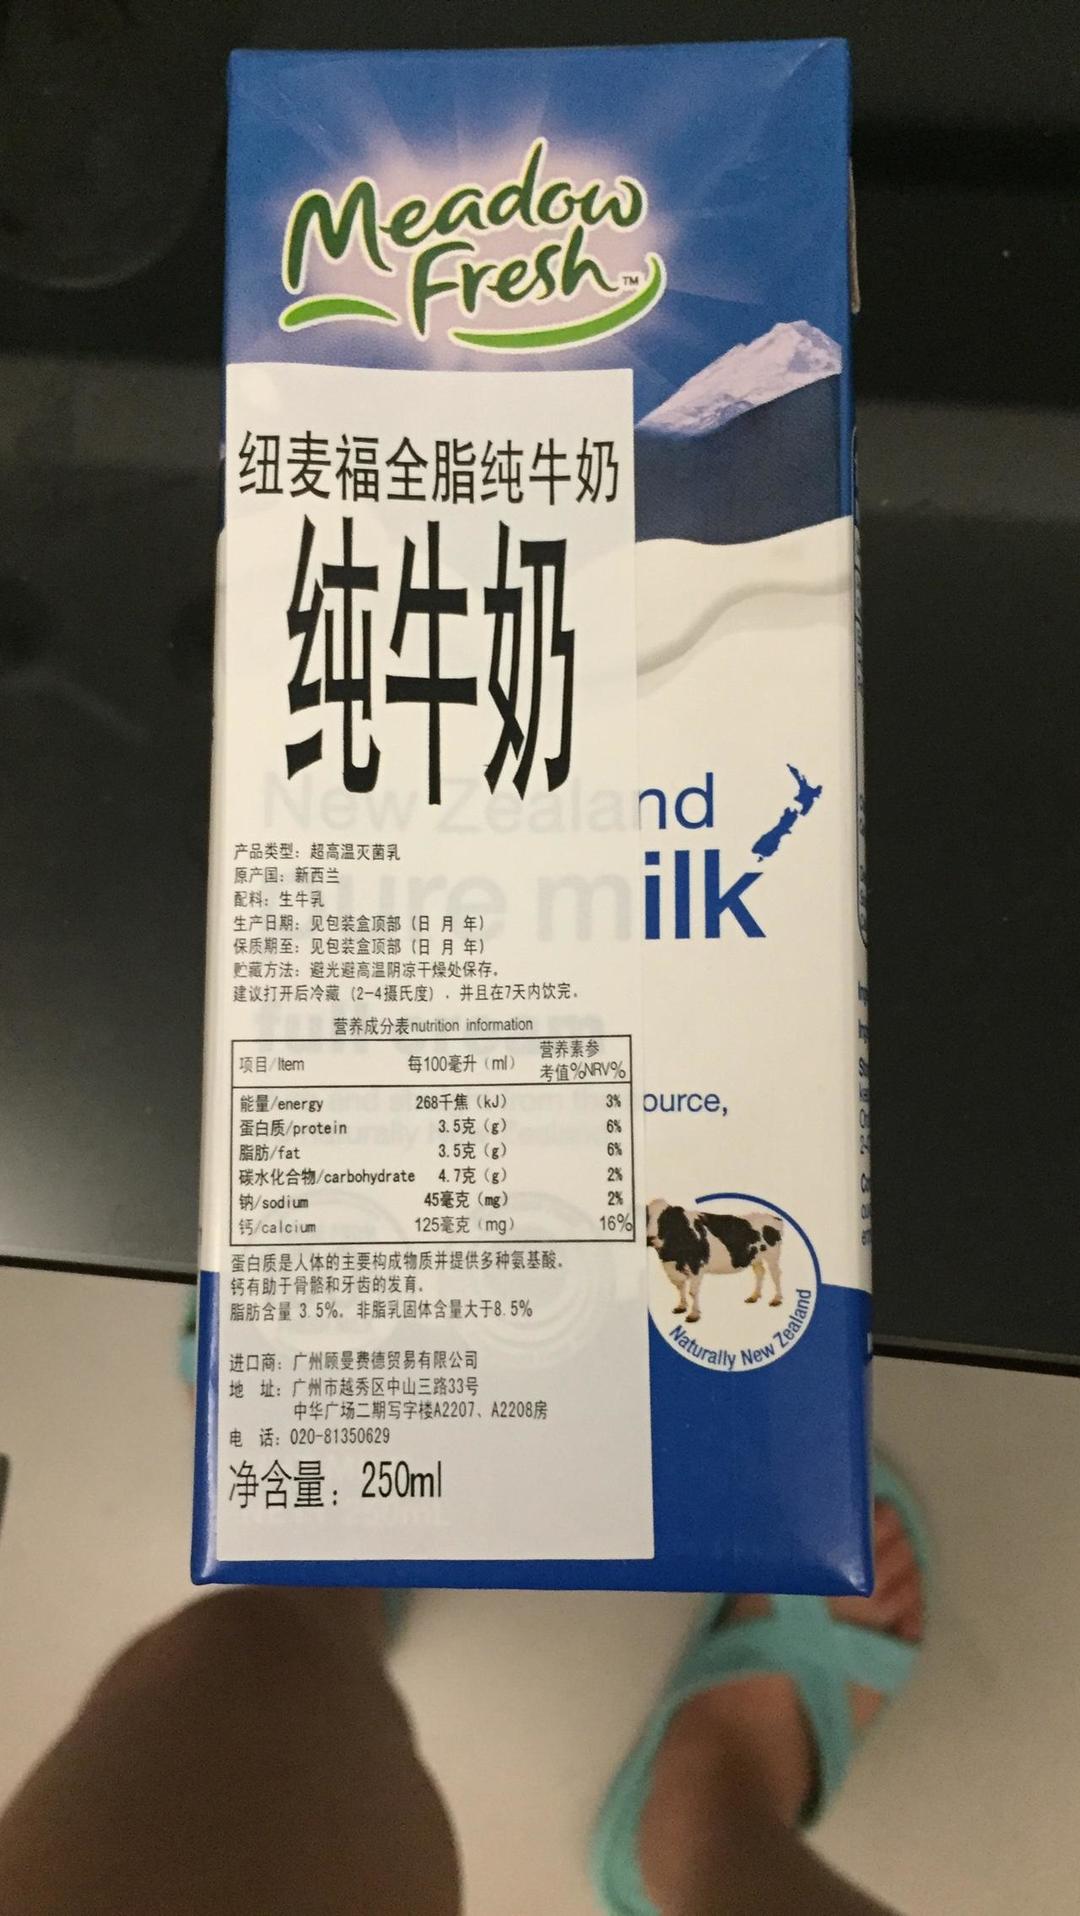 Meadow
Fresh™
纽麦福全脂纯牛奶
纯牛奶
New Zealand
ure milk
产品类型：超高温灭菌乳
原产国：新西兰
配料：生牛乳
生产日期：见包装盒顶部（日 月 年）
保质期至：见包装盒顶部（日 月 年）
贮藏方法：避光避高温阴凉干燥处保存。
建议打开后冷藏（2-4摄氏度），并且在7天内饮完。
营养成分表nutrition information
项目/Item 每100毫升（ml） 营养素参考值%NRV%
能量/energy 268千焦（kJ） 3%
蛋白质/protein 3.5克（g） 6%
脂肪/fat 3.5克（g） 6%
碳水化合物/carbohydrate 4.7克（g） 2%
钠/sodium 45毫克（mg） 2%
钙/calcium 125毫克（mg） 16%
ource,
蛋白质是人体的主要构成物质并提供多种氨基酸。
钙有助于骨骼和牙齿的发育。
脂肪含量 3.5%。非脂乳固体含量大于8.5%
Naturally New Zealand
进口商：广州顾曼费德贸易有限公司
地 址：广州市越秀区中山三路33号
中华广场二期写字楼A2207、A2208房
电 话：020-81350629
净含量：250ml